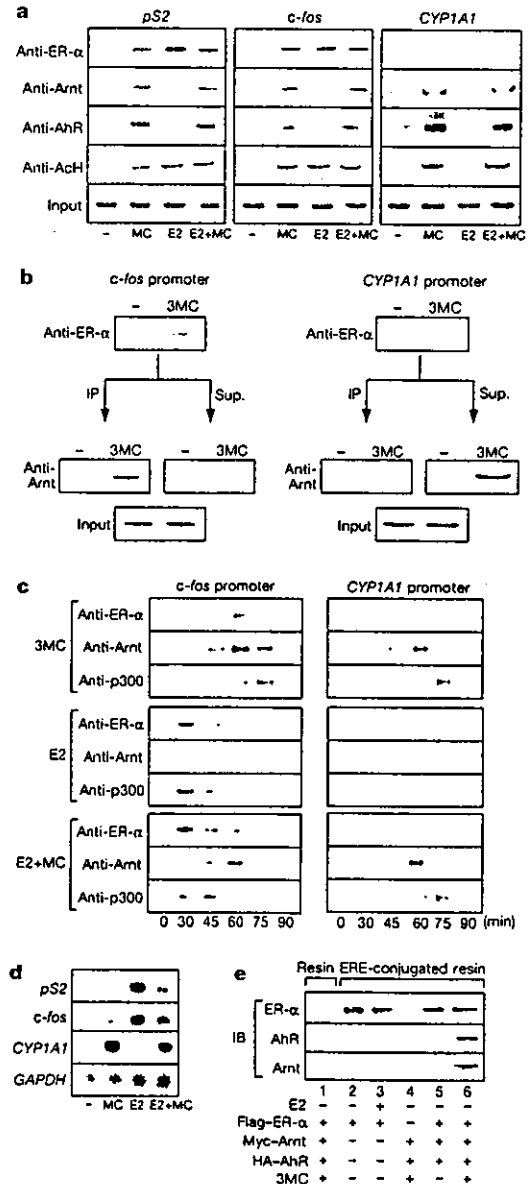 a
pS2 c-fos CYP1A1
Anti-ER-α
Anti-Arnt
Anti-AhR
Anti-AcH
Input
- MC E2 E2+MC - MC E2 E2+MC - MC E2 E2+MC
b
c-fos promoter CYP1A1 promoter
- 3MC - 3MC
Anti-ER-α Anti-ER-α
IP Sup. IP Sup.
- 3MC - 3MC - 3MC - 3MC
Anti-Arnt Anti-Arnt
Input Input
c
c-fos promoter CYP1A1 promoter
3MC
Anti-ER-α
Anti-Arnt
Anti-p300
E2
Anti-ER-α
Anti-Arnt
Anti-p300
E2+MC
Anti-ER-α
Anti-Arnt
Anti-p300
0 30 45 60 75 90 0 30 45 60 75 90 (min)
d
pS2
c-fos
CYP1A1
GAPDH
- MC E2 E2+MC
e
Resin ERE-conjugated resin
IB
ER-α
AhR
Arnt
1 2 3 4 5 6
E2 - - + - - -
Flag-ER-α + + + - + +
Myc-Arnt + - - + + +
HA-AhR + - - + + +
3MC + - - + - +